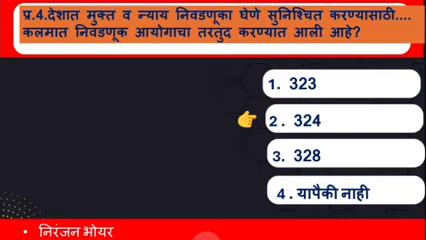 प्र.4.देशात मुक्त व न्याय निवडणूका घेणे सुनिश्चित करण्यासाठी....
कलमात निवडणूक आयोगाचा तरतुद करण्यात आली आहे?
1. 323
2 . 324
3. 328
4 . यापैकी नाही
• निरंजन भोयर